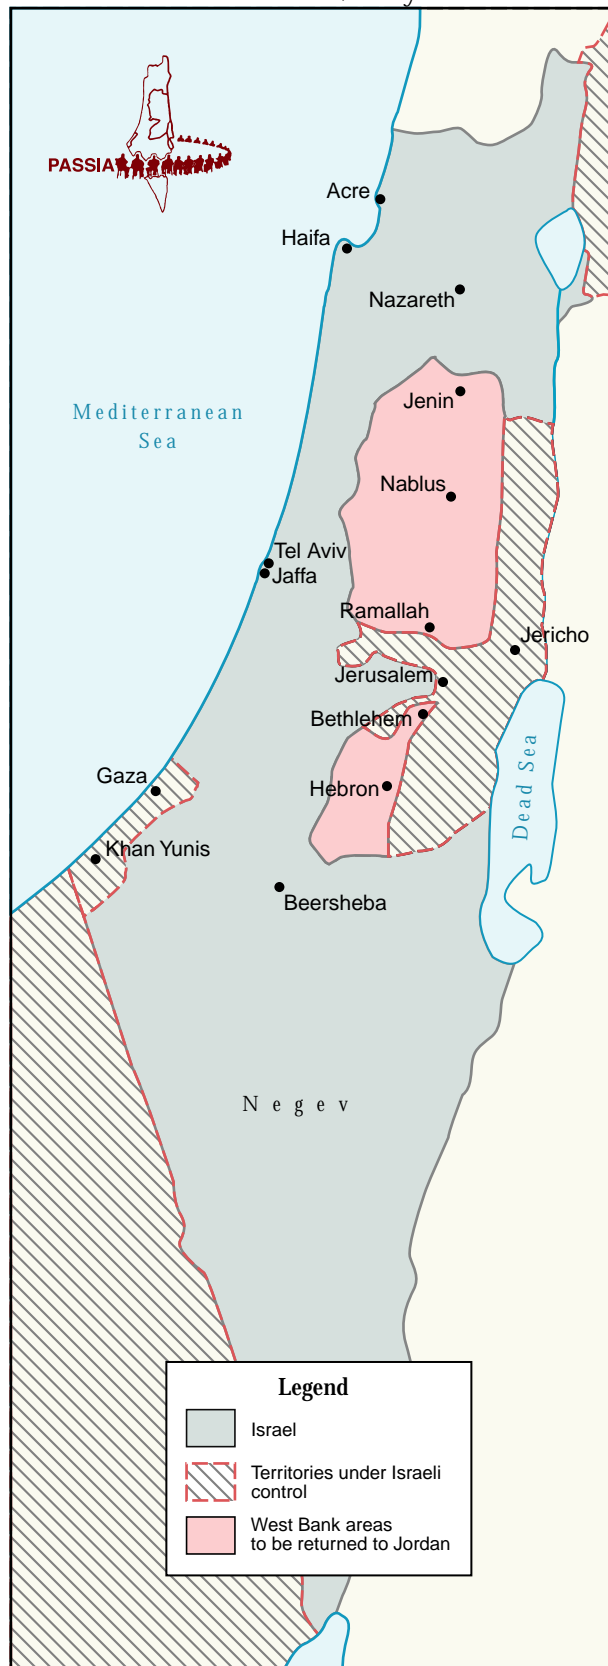 PASSIA
Acre
Haifa
Nazareth
Mediterranean
Sea
Jenin
Nablus
Tel Aviv
Jaffa
Ramallah
Jericho
Jerusalem
Bethlehem
Dead Sea
Gaza
Hebron
Khan Yunis
Beersheba
Negev
Legend
Israel
Territories under Israeli
control
West Bank areas
to be returned to Jordan